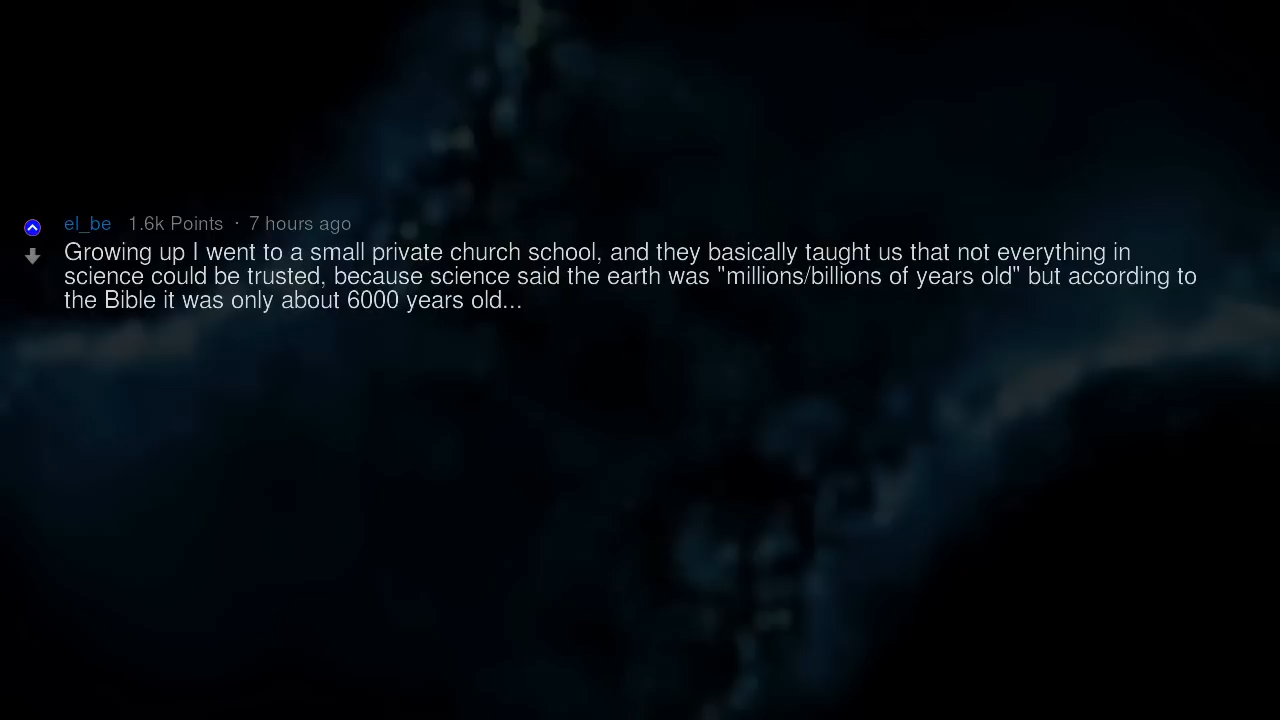 el_be 1.6k Points · 7 hours ago
Growing up I went to a small private church school, and they basically taught us that not everything in
science could be trusted, because science said the earth was "millions/billions of years old" but according to
the Bible it was only about 6000 years old...